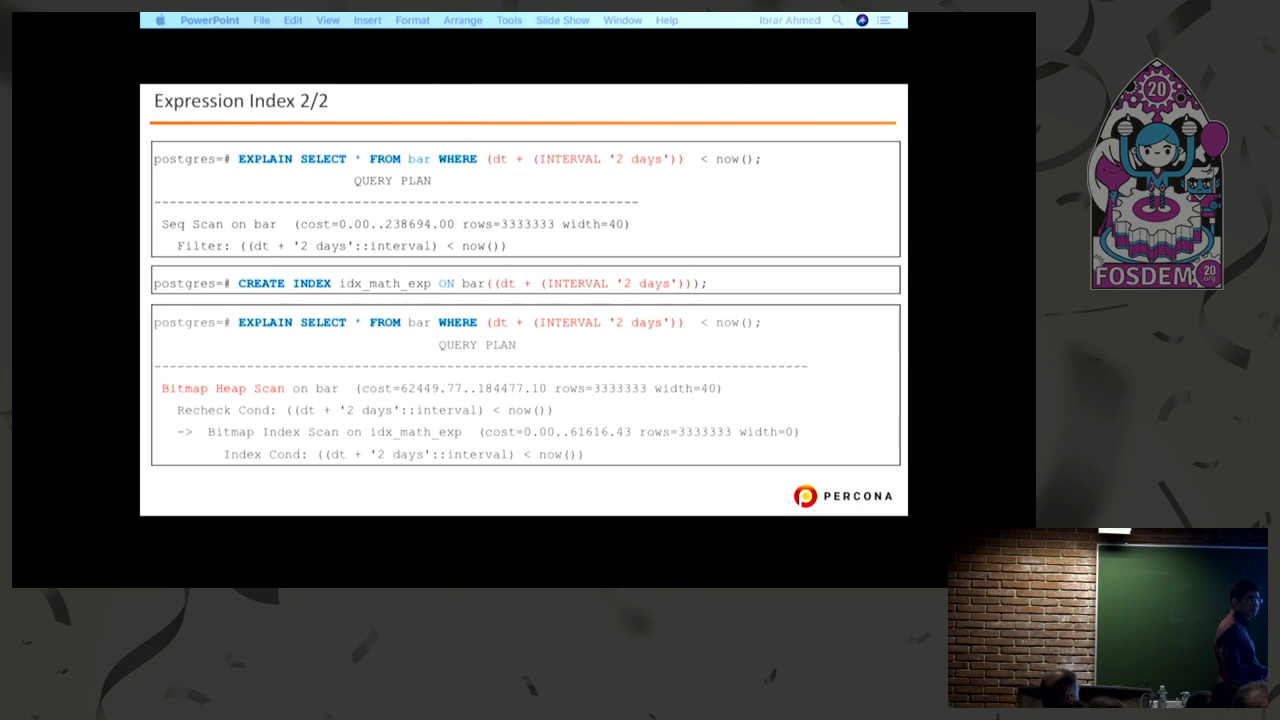 PowerPoint File Edit View Insert Format Arrange Tools Slide Show Window Help Ibrar Ahmed
Expression Index 2/2
postgres=# EXPLAIN SELECT * FROM bar WHERE (dt + (INTERVAL '2 days')) < now();
QUERY PLAN
-------------------------------------------------------------
Seq Scan on bar (cost=0.00..238694.00 rows=3333333 width=40)
Filter: ((dt + '2 days'::interval) < now())
postgres=# CREATE INDEX idx_math_exp ON bar((dt + (INTERVAL '2 days')));
postgres=# EXPLAIN SELECT * FROM bar WHERE (dt + (INTERVAL '2 days')) < now();
QUERY PLAN
-------------------------------------------------------------------------------------
Bitmap Heap Scan on bar (cost=62449.77..184477.10 rows=3333333 width=40)
Recheck Cond: ((dt + '2 days'::interval) < now())
-> Bitmap Index Scan on idx_math_exp (cost=0.00..61616.43 rows=3333333 width=0)
Index Cond: ((dt + '2 days'::interval) < now())
PERCONA
20
FOSDEM 20
.org